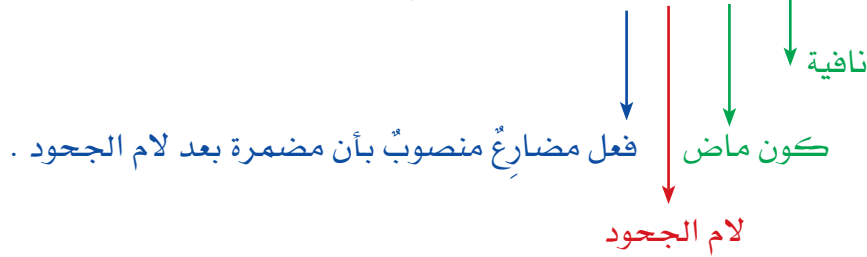 نافية
كون ماض فعل مضارِعٌ منصوبٌ بأن مضمرة بعد لام الجحود .
لام الجحود